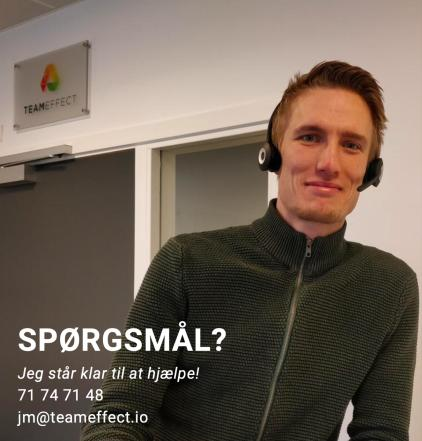 TEAMEFFECT
SPØRGSMÅL?
Jeg står klar til at hjælpe!
71 74 71 48
jm@teameffect.io